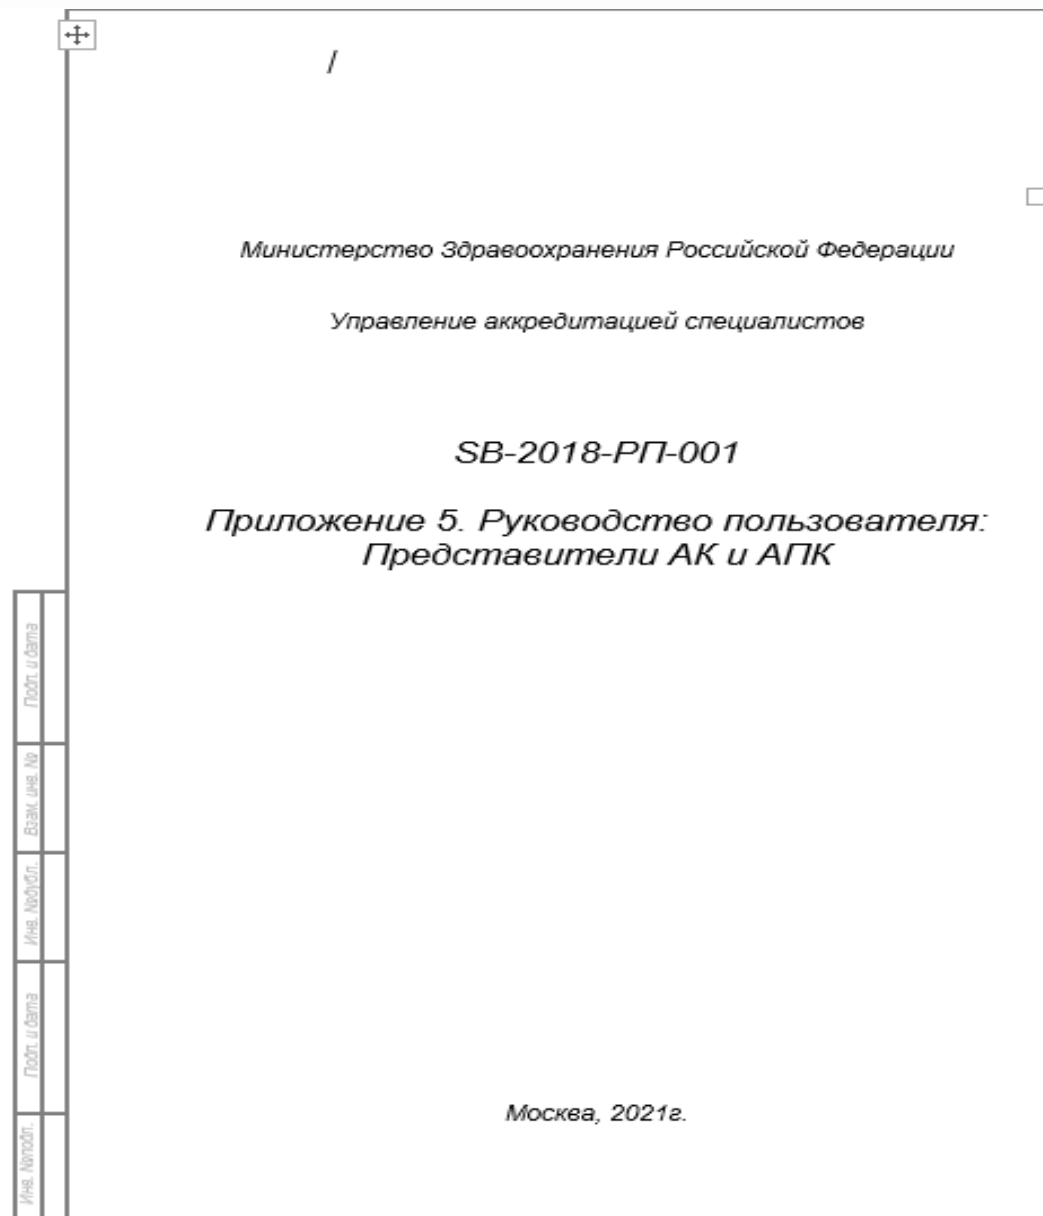 /
Министерство Здравоохранения Российской Федерации
Управление аккредитацией специалистов
SB-2018-РП-001
Приложение 5. Руководство пользователя:
Представители АК и АПК
Подп. и дата
Взам. инв. №
Инв. №дубл.
Подп. и дата
Инв. №подл.
Москва, 2021г.